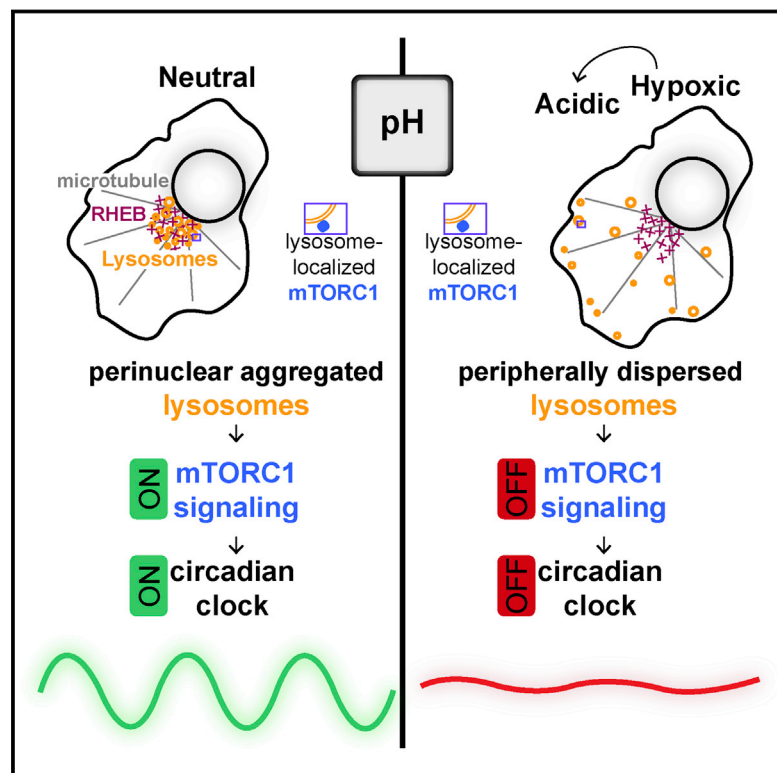 pH
Neutral
microtubule
RHEB
Lysosomes
lysosome-
localized
mTORC1
perinuclear aggregated
lysosomes
↓
ON
mTORC1
signaling
↓
ON
circadian
clock
Hypoxic
Acidic
lysosome-
localized
mTORC1
peripherally dispersed
lysosomes
↓
OFF
mTORC1
signaling
↓
OFF
circadian
clock